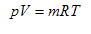 pV = mRT